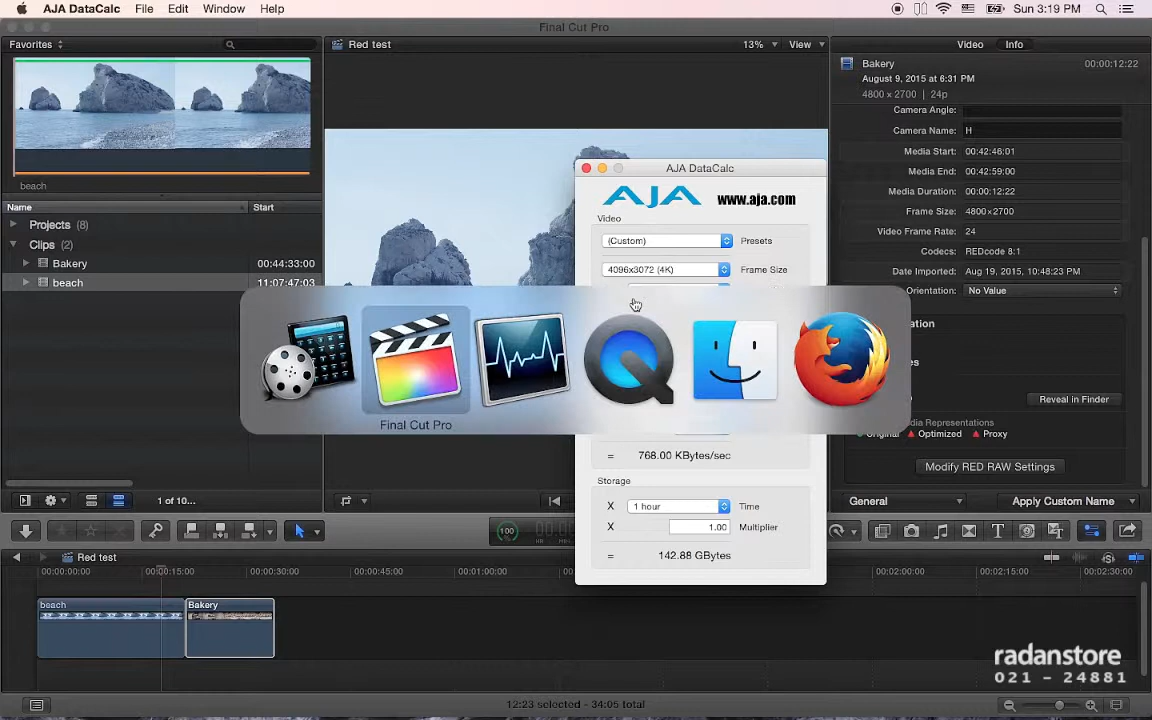 AJA DataCalc File Edit Window Help Sun 3:19 PM
Final Cut Pro
Favorites
Red test 13% View
Video Info
beach
Bakery 00:00:12:22
August 9, 2015 at 6:31 PM
4800 x 2700 | 24p
Camera Angle:
Camera Name: H
Media Start: 00:42:46:01
Media End: 00:42:59:00
Media Duration: 00:00:12:22
Frame Size: 4800×2700
Video Frame Rate: 24
Codecs: REDcode 8:1
Date Imported: Aug 19, 2015, 10:48:23 PM
Orientation: No Value
Reveal in Finder
Original Optimized Proxy
Modify RED RAW Settings
General Apply Custom Name
Name Start
Projects (8)
Clips (2)
Bakery 00:44:33:00
beach 11:07:47:03
AJA DataCalc
AJA www.aja.com
Video
(Custom) Presets
4096x3072 (4K) Frame Size
Final Cut Pro
= 768.00 KBytes/sec
Storage
X 1 hour Time
X 1.00 Multiplier
= 142.88 GBytes
1 of 10...
100
Red test
00:00:00:00 00:00:15:00 00:00:30:00 00:00:45:00 00:01:00:00 00:02:00:00 00:02:15:00 00:02:30:00
beach Bakery
radanstore
021 - 24881
12:23 selected - 34:05 total